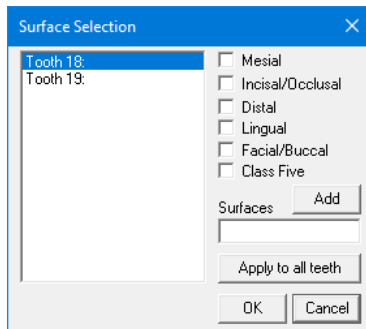 Surface Selection
Tooth 18:
Tooth 19:
Mesial
Incisal/Occlusal
Distal
Lingual
Facial/Buccal
Class Five
Surfaces
Add
Apply to all teeth
OK
Cancel